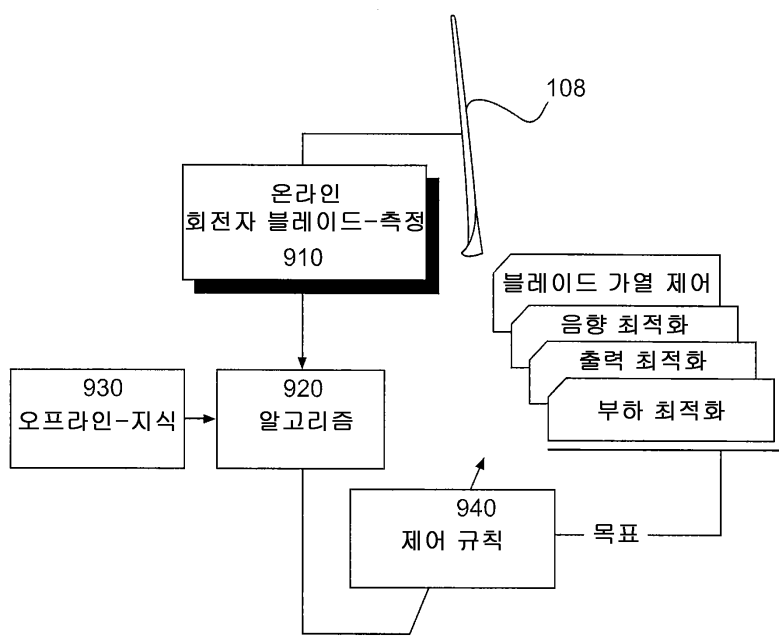 108
온라인
회전자 블레이드-측정
910
블레이드 가열 제어
음향 최적화
출력 최적화
부하 최적화
930
오프라인-지식
920
알고리즘
940
제어 규칙
목표